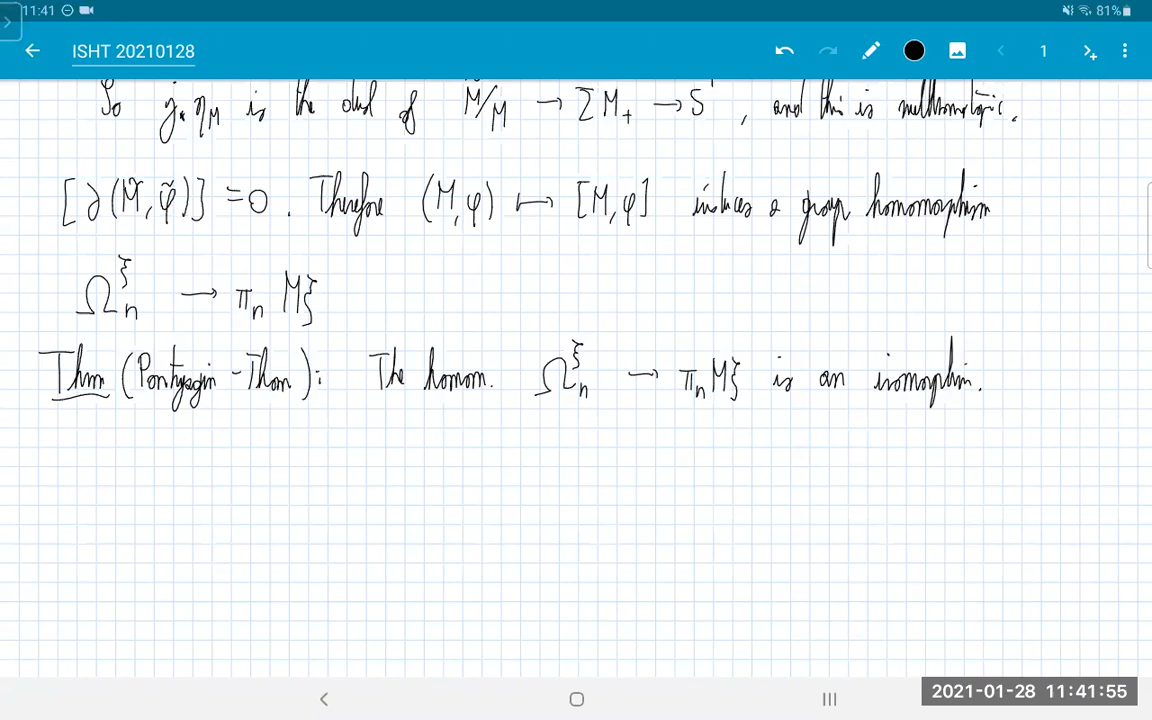 11:41 81%
ISHT 20210128 1
So j∗ η_M is the dual of M̃/M → Σ M₊ → S¹, and this is nullhomotopic.
[∂(M̃, φ̃)] = 0. Therefore (M, φ) ↦ [M, φ] induces a group homomorphism
Ω_n^ξ → π_n Mξ
Thm (Pontryagin-Thom): The homom. Ω_n^ξ → π_n Mξ is an isomorphism.
2021-01-28 11:41:55